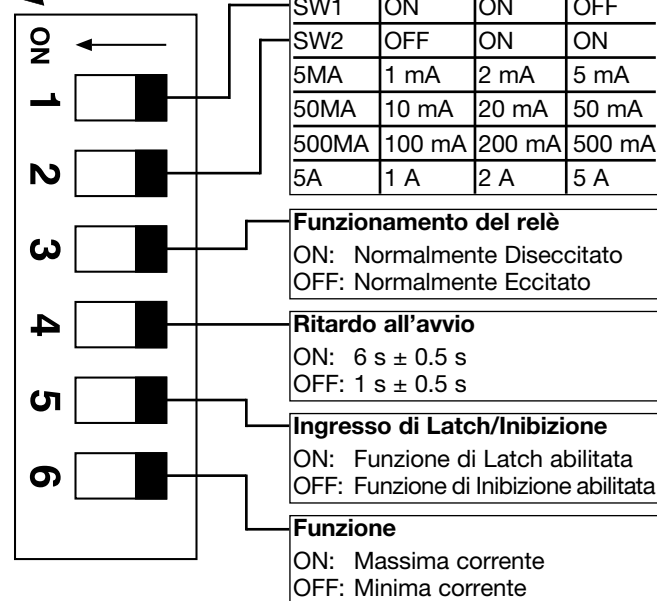 SW1 ON ON OFF
SW2 OFF ON ON
5MA 1 mA 2 mA 5 mA
50MA 10 mA 20 mA 50 mA
500MA 100 mA 200 mA 500 mA
5A 1 A 2 A 5 A
ON
1
2
3
4
5
6
Funzionamento del relè
ON: Normalmente Diseccitato
OFF: Normalmente Eccitato
Ritardo all'avvio
ON: 6 s ± 0.5 s
OFF: 1 s ± 0.5 s
Ingresso di Latch/Inibizione
ON: Funzione di Latch abilitata
OFF: Funzione di Inibizione abilitata
Funzione
ON: Massima corrente
OFF: Minima corrente